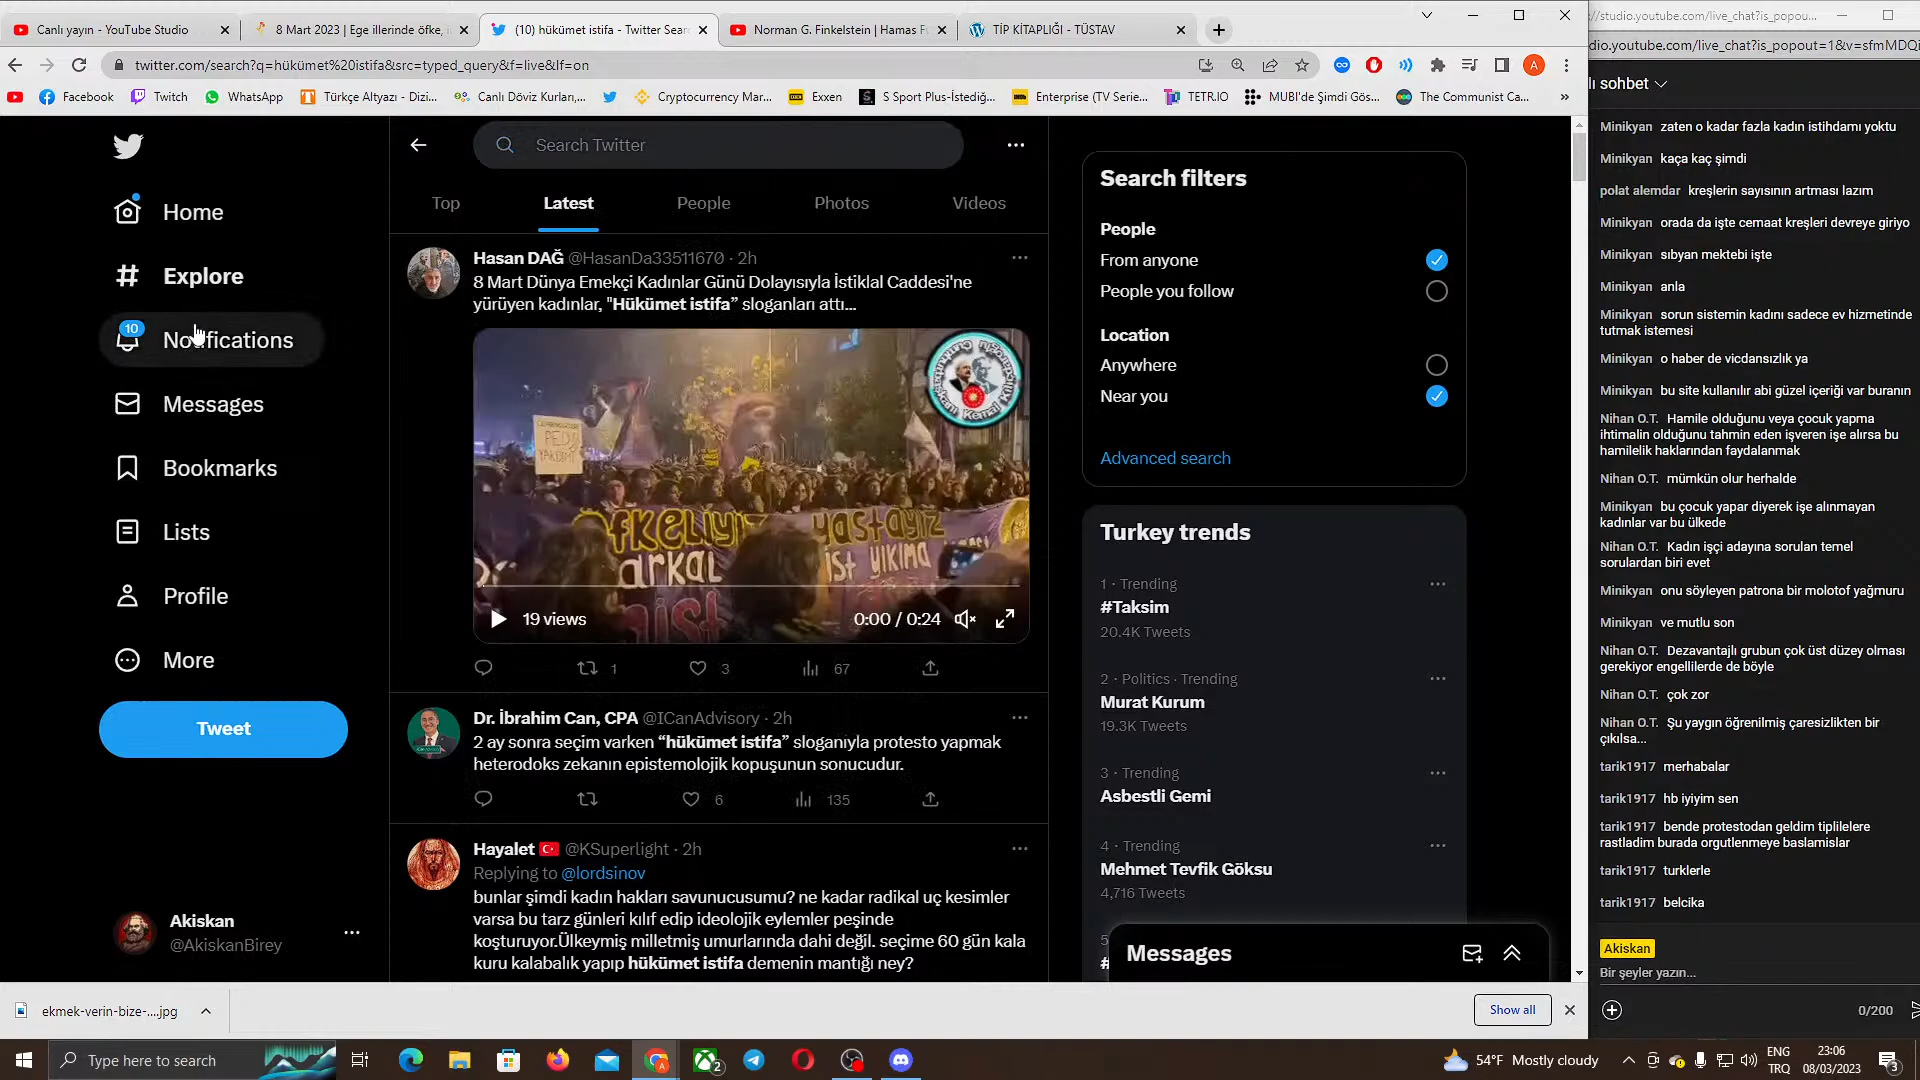 Canlı yayın - YouTube Studio
8 Mart 2023 | Ege illerinde öfke,
(10) hükümet istifa - Twitter Sear
Norman G. Finkelstein | Hamas F
TİP KİTAPLIĞI - TÜSTAV
twitter.com/search?q=hükümet%20istifa&src=typed_query&f=live&lf=on
Facebook
Twitch
WhatsApp
Türkçe Altyazı - Dizi...
Canlı Döviz Kurları,...
Cryptocurrency Mar...
Exxen
S Sport Plus-İstediğ...
Enterprise (TV Serie...
TETR.IO
MUBI'de Şimdi Gös...
The Communist Ca...
»
Home
Explore
10
Notifications
Messages
Bookmarks
Lists
Profile
More
Tweet
Akiskan
@AkiskanBirey
Search Twitter
Top
Latest
People
Photos
Videos
Hasan DAĞ @HasanDa33511670 · 2h
8 Mart Dünya Emekçi Kadınlar Günü Dolayısıyla İstiklal Caddesi'ne
yürüyen kadınlar, "Hükümet istifa” sloganları attı...
fkeliyiz yastayız
arkal ist yıkıma
ist
19 views
0:00 / 0:24
1
3
67
Dr. İbrahim Can, CPA @ICanAdvisory · 2h
2 ay sonra seçim varken “hükümet istifa” sloganıyla protesto yapmak
heterodoks zekanın epistemolojik kopuşunun sonucudur.
6
135
Hayalet @KSuperlight · 2h
Replying to @lordsinov
bunlar şimdi kadın hakları savunucusumu? ne kadar radikal uç kesimler
varsa bu tarz günleri kılıf edip ideolojik eylemler peşinde
koşturuyor.Ülkeymiş milletmiş umurlarında dahi değil. seçime 60 gün kala
kuru kalabalık yapıp hükümet istifa demenin mantığı ney?
Search filters
People
From anyone
People you follow
Location
Anywhere
Near you
Advanced search
Turkey trends
1 · Trending
#Taksim
20.4K Tweets
2 · Politics · Trending
Murat Kurum
19.3K Tweets
3 · Trending
Asbestli Gemi
4 · Trending
Mehmet Tevfik Göksu
4,716 Tweets
5
#
Messages
//studio.youtube.com/live_chat?is_popou...
dio.youtube.com/live_chat?is_popout=1&v=sfmMDQ
lı sohbet
Minikyan zaten o kadar fazla kadın istihdamı yoktu
Minikyan kaça kaç şimdi
polat alemdar kreşlerin sayısının artması lazım
Minikyan orada da işte cemaat kreşleri devreye giriyo
Minikyan sıbyan mektebi işte
Minikyan anla
Minikyan sorun sistemin kadını sadece ev hizmetinde
tutmak istemesi
Minikyan o haber de vicdansızlık ya
Minikyan bu site kullanılır abi güzel içeriği var buranın
Nihan O.T. Hamile olduğunu veya çocuk yapma
ihtimalin olduğunu tahmin eden işveren işe alırsa bu
hamilelik haklarından faydalanmak
Nihan O.T. mümkün olur herhalde
Minikyan bu çocuk yapar diyerek işe alınmayan
kadınlar var bu ülkede
Nihan O.T. Kadın işçi adayına sorulan temel
sorulardan biri evet
Minikyan onu söyleyen patrona bir molotof yağmuru
Minikyan ve mutlu son
Nihan O.T. Dezavantajlı grubun çok üst düzey olması
gerekiyor engellilerde de böyle
Nihan O.T. çok zor
Nihan O.T. Şu yaygın öğrenilmiş çaresizlikten bir
çıkılsa...
tarik1917 merhabalar
tarik1917 hb iyiyim sen
tarik1917 bende protestodan geldim tiplilelere
rastladim burada orgutlenmeye baslamislar
tarik1917 turklerle
tarik1917 belcika
Akiskan
Bir şeyler yazın...
0/200
ekmek-verin-bize-....jpg
Show all
Type here to search
2
54°F Mostly cloudy
ENG
TRQ
23:06
08/03/2023
3